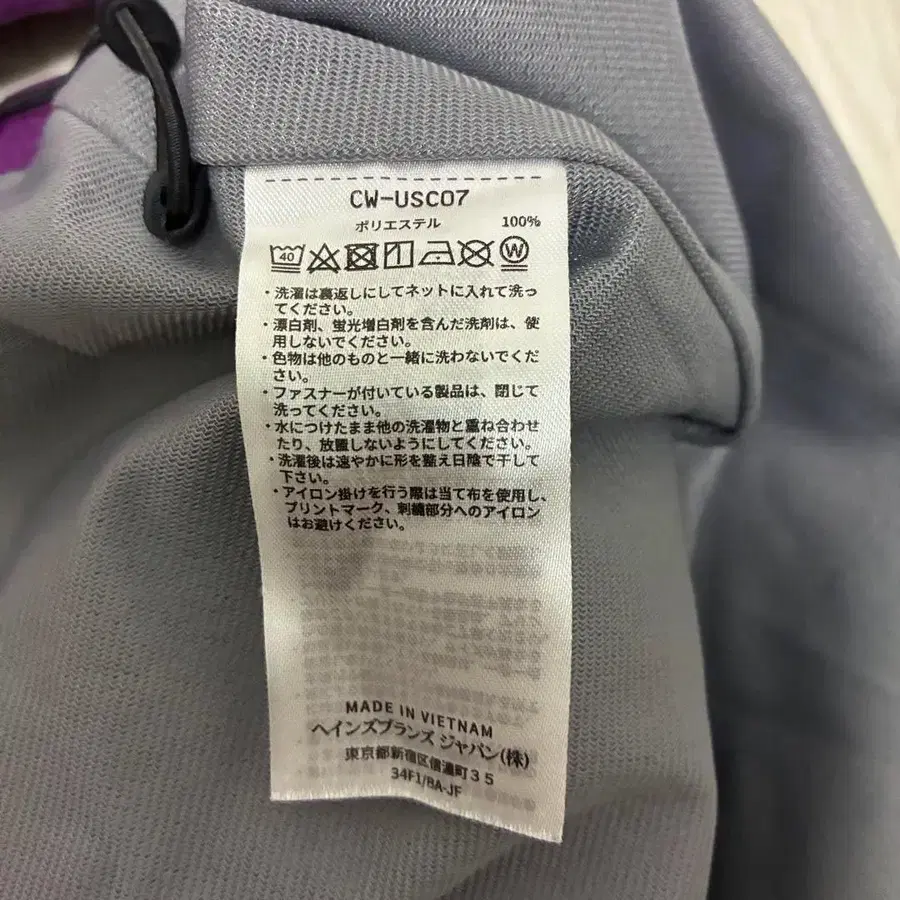 CW-USC07
ポリエステル 100%
40 W
・洗濯は裏返しにしてネットに入れて洗っ
てください。
・漂白剤、蛍光増白剤を含んだ洗剤は、使
用しないでください。
・色物は他のものと一緒に洗わないでくだ
さい。
・ファスナーが付いている製品は、閉じて
洗ってください。
・水につけたまま他の洗濯物と重ね合わせ
たり、放置しないようにしてください。
・洗濯後は速やかに形を整え日陰で干して
下さい。
・アイロン掛けを行う際は当て布を使用し、
プリントマーク、刺繍部分へのアイロン
はお避けください。
MADE IN VIETNAM
ヘインズブランズ ジャパン(株)
東京都新宿区信濃町35
34F1/BA-JF